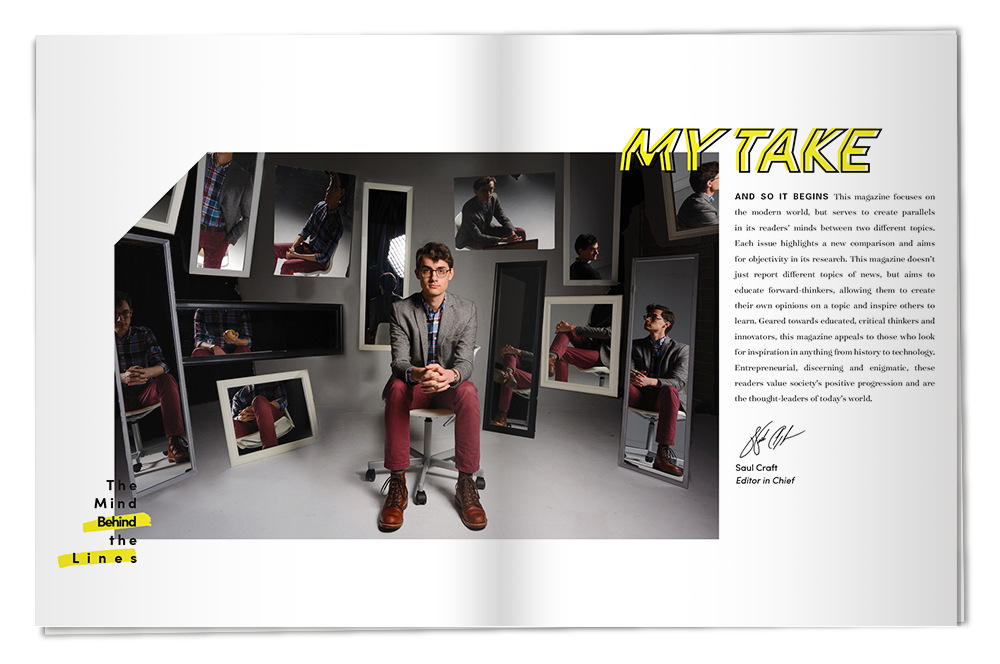 MY TAKE
AND SO IT BEGINS This magazine focuses on
the modern world, but serves to create parallels
in its readers' minds between two different topics.
Each issue highlights a new comparison and aims
for objectivity in its research. This magazine doesn't
just report different topics of news, but aims to
educate forward-thinkers, allowing them to create
their own opinions on a topic and inspire others to
learn. Geared towards educated, critical thinkers and
innovators, this magazine appeals to those who look
for inspiration in anything from history to technology.
Entrepreneurial, discerning and enigmatic, these
readers value society's positive progression and are
the thought-leaders of today's world.
Saul Craft
Editor in Chief
The
Mind
Behind
the
Lines